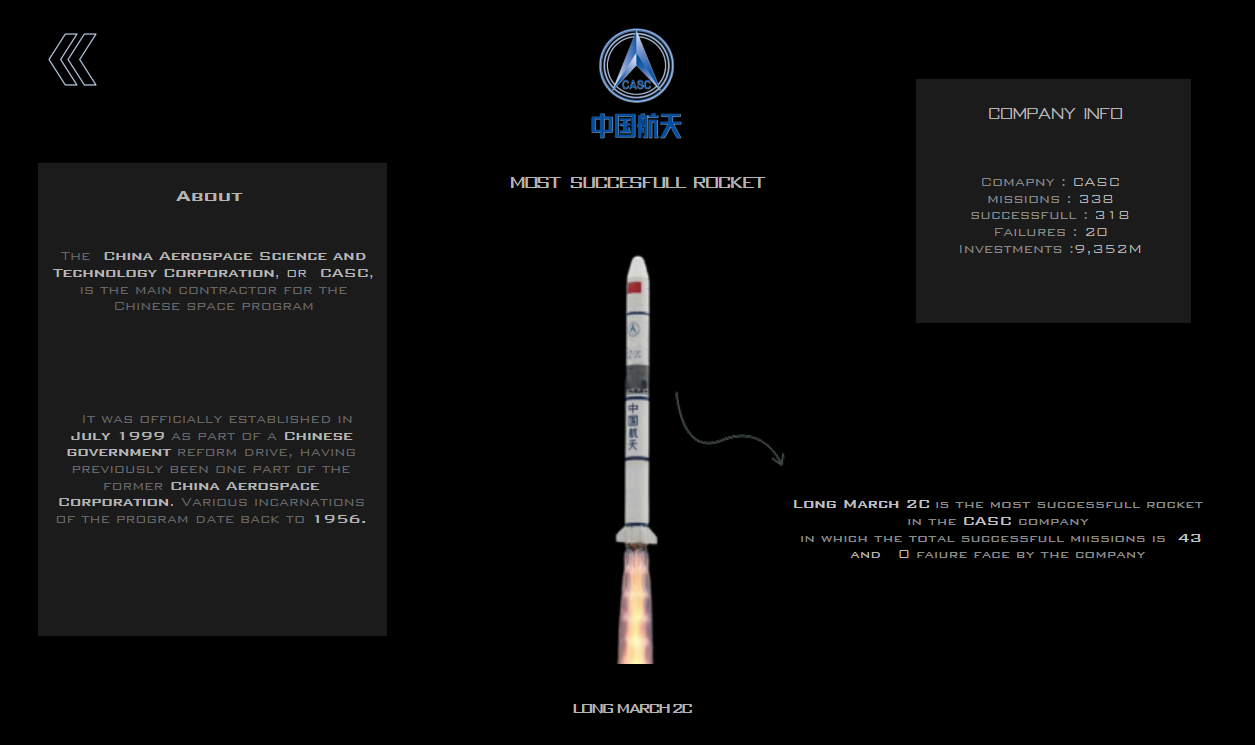 CASC
中国航天
MOST SUCCESFULL ROCKET
About
The China Aerospace Science and
Technology Corporation, or CASC,
is the main contractor for the
Chinese space program
It was officially established in
July 1999 as part of a Chinese
government reform drive, having
previously been one part of the
former China Aerospace
Corporation. Various incarnations
of the program date back to 1956.
COMPANY INFO
Comapny : CASC
missions : 338
successfull : 318
Failures : 20
Investments :9,352M
中国航天
Long March 2C is the most successfull rocket
in the CASC company
in which the total successfull miissions is 43
and 0 faiure face by the company
LONG MARCH 2C